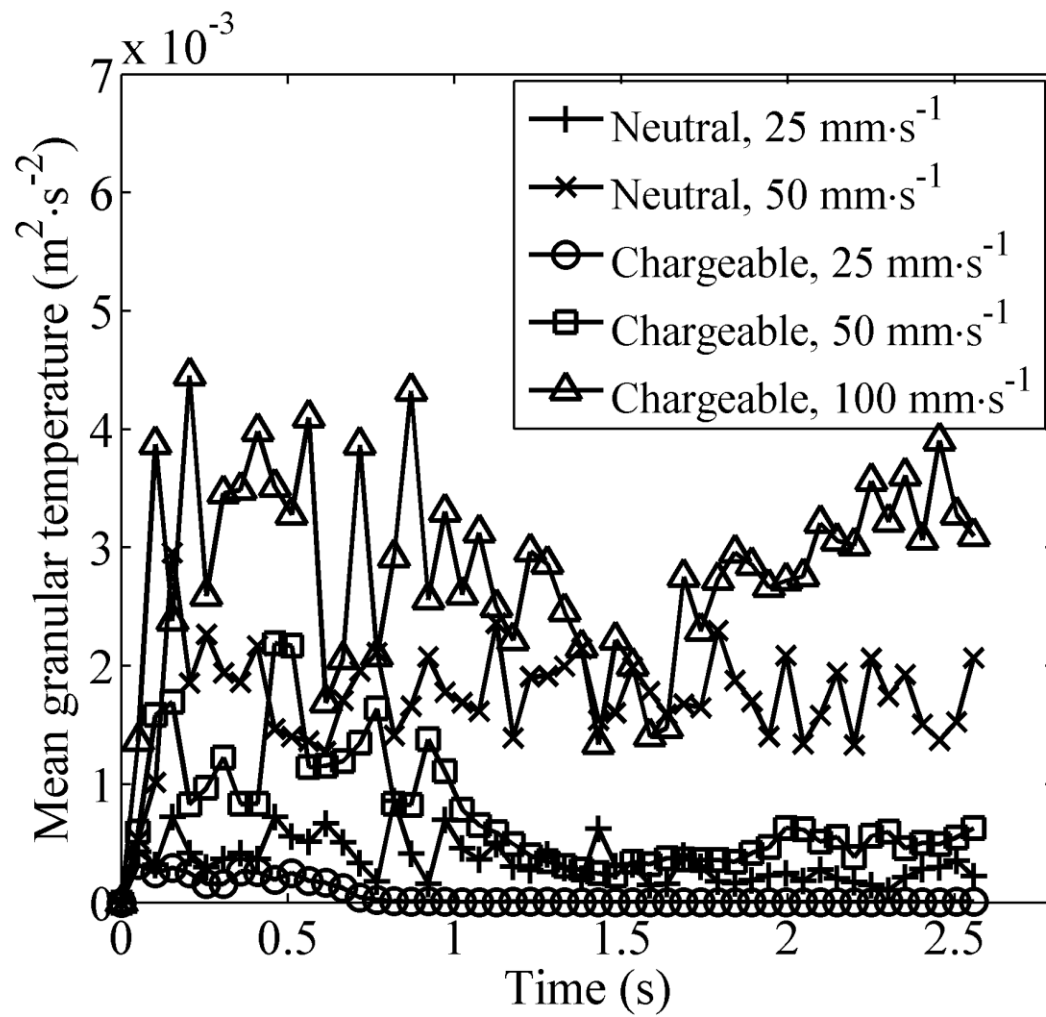 x 10⁻³
7
6
5
4
3
2
1
0
Mean granular temperature (m²·s⁻²)
Neutral, 25 mm·s⁻¹
Neutral, 50 mm·s⁻¹
Chargeable, 25 mm·s⁻¹
Chargeable, 50 mm·s⁻¹
Chargeable, 100 mm·s⁻¹
0 0.5 1 1.5 2 2.5
Time (s)